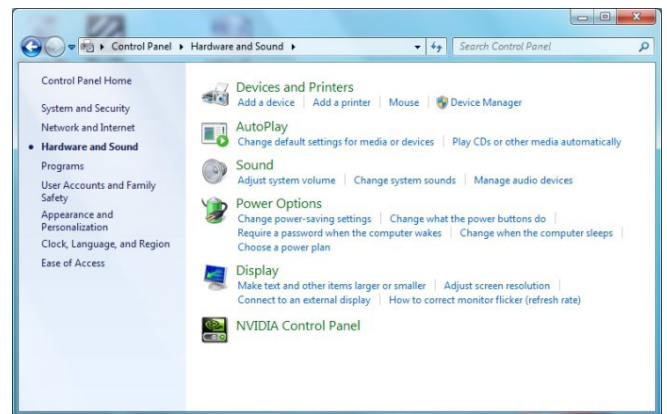 Control Panel Hardware and Sound Search Control Panel
Control Panel Home
System and Security
Network and Internet
Hardware and Sound
Programs
User Accounts and Family
Safety
Appearance and
Personalization
Clock, Language, and Region
Ease of Access
Devices and Printers
Add a device Add a printer Mouse Device Manager
AutoPlay
Change default settings for media or devices Play CDs or other media automatically
Sound
Adjust system volume Change system sounds Manage audio devices
Power Options
Change power-saving settings Change what the power buttons do
Require a password when the computer wakes Change when the computer sleeps
Choose a power plan
Display
Make text and other items larger or smaller Adjust screen resolution
Connect to an external display How to correct monitor flicker (refresh rate)
NVIDIA Control Panel